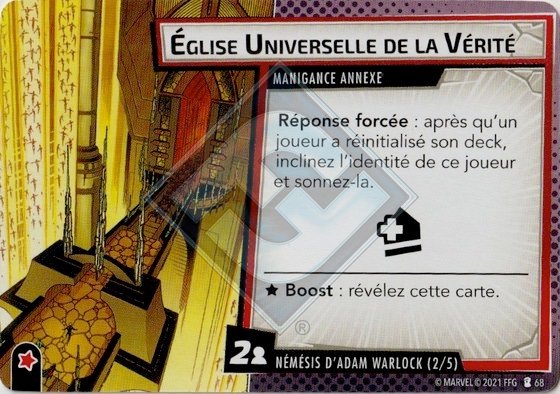 Église Universelle de la Vérité
MANIGANCE ANNEXE
Réponse forcée : après qu'un
joueur a réinitialisé son deck,
inclinez l'identité de ce joueur
et sonnez-la.
★ Boost : révélez cette carte.
®
2
NÉMÉSIS D'ADAM WARLOCK (2/5)
© MARVEL © 2021 FFG 68